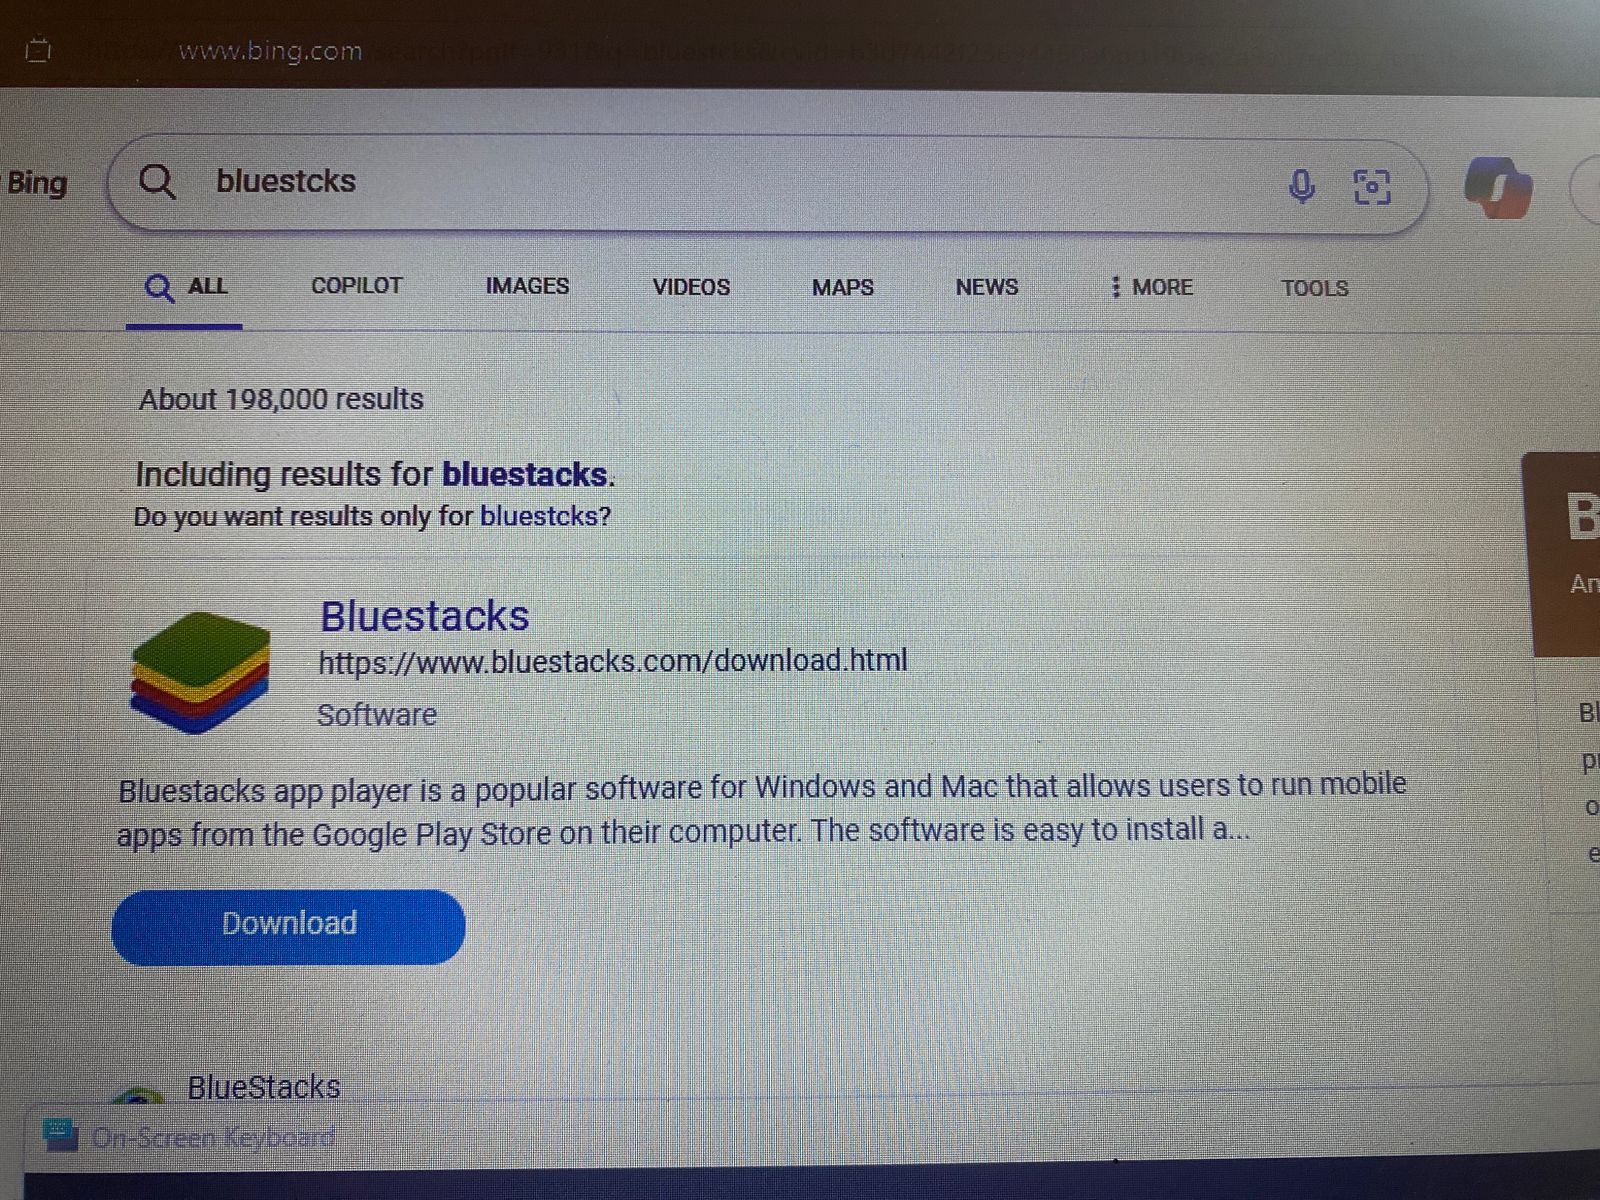 www.bing.com
Bing
bluestcks
ALL COPILOT IMAGES VIDEOS MAPS NEWS MORE TOOLS
About 198,000 results
Including results for bluestacks.
Do you want results only for bluestcks?
Bluestacks
https://www.bluestacks.com/download.html
Software
Bluestacks app player is a popular software for Windows and Mac that allows users to run mobile
apps from the Google Play Store on their computer. The software is easy to install a...
Download
BlueStacks
On-Screen Keyboard